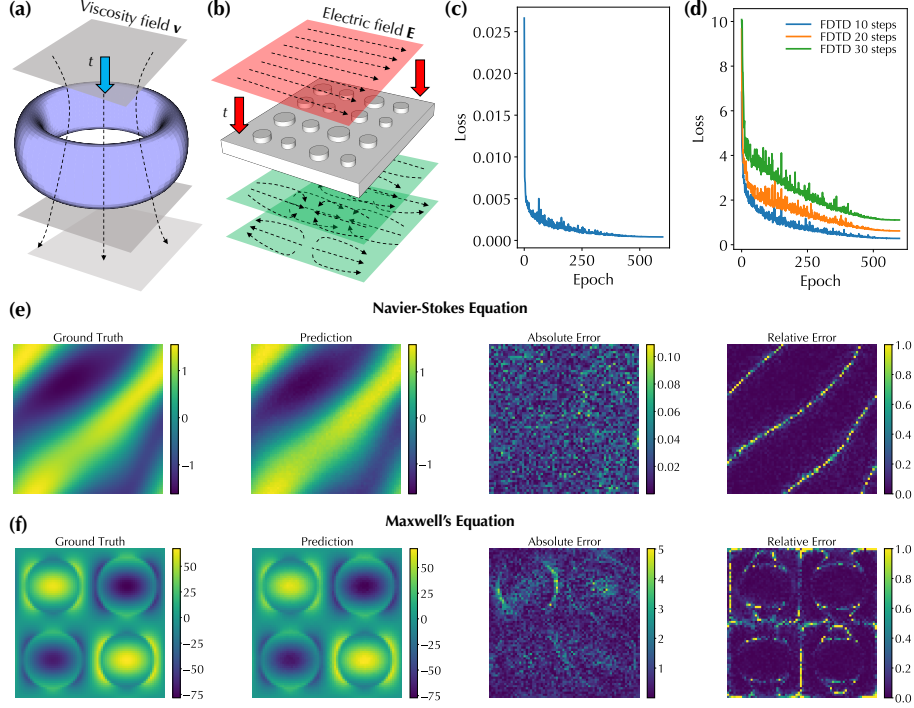 (a)
Viscosity field v
t
(b)
Electric field E
t
(c)
0.025
0.020
0.015
0.010
0.005
0.000
Loss
0
250
500
Epoch
(d)
FDTD 10 steps
FDTD 20 steps
FDTD 30 steps
10
8
6
4
2
0
Loss
0
250
500
Epoch
(e)
Navier-Stokes Equation
Ground Truth
1
0
−1
Prediction
1
0
−1
Absolute Error
0.10
0.08
0.06
0.04
0.02
Relative Error
1.0
0.8
0.6
0.4
0.2
0.0
(f)
Maxwell's Equation
Ground Truth
50
25
0
−25
−50
−75
Prediction
50
25
0
−25
−50
−75
Absolute Error
5
4
3
2
1
Relative Error
1.0
0.8
0.6
0.4
0.2
0.0